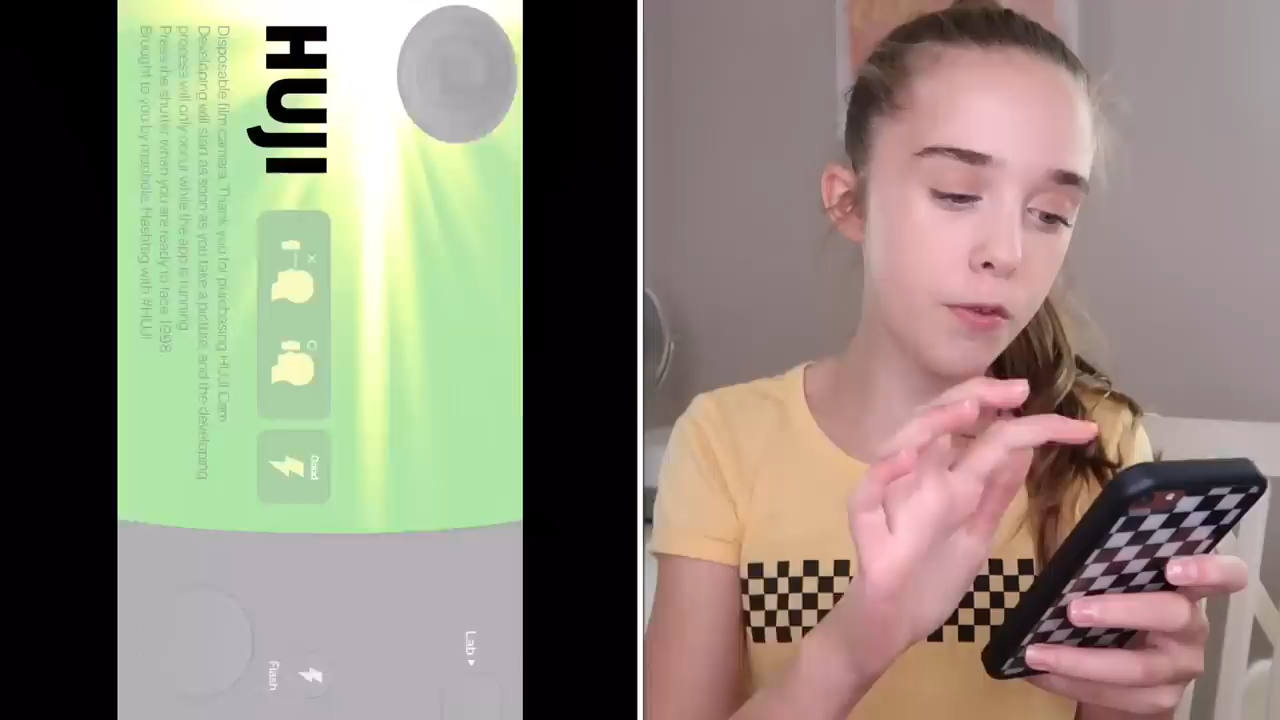 HUJI
Disposable film camera. Thank you for purchasing HUJI Cam
Developing will start as soon as you take a picture, and the developing
process will only occur while the app is running
Press the shutter when you are ready to face 1998
Brought to you by manhole, Hashtag with #HUJI
X
O
Good
Flash
Lab ▸